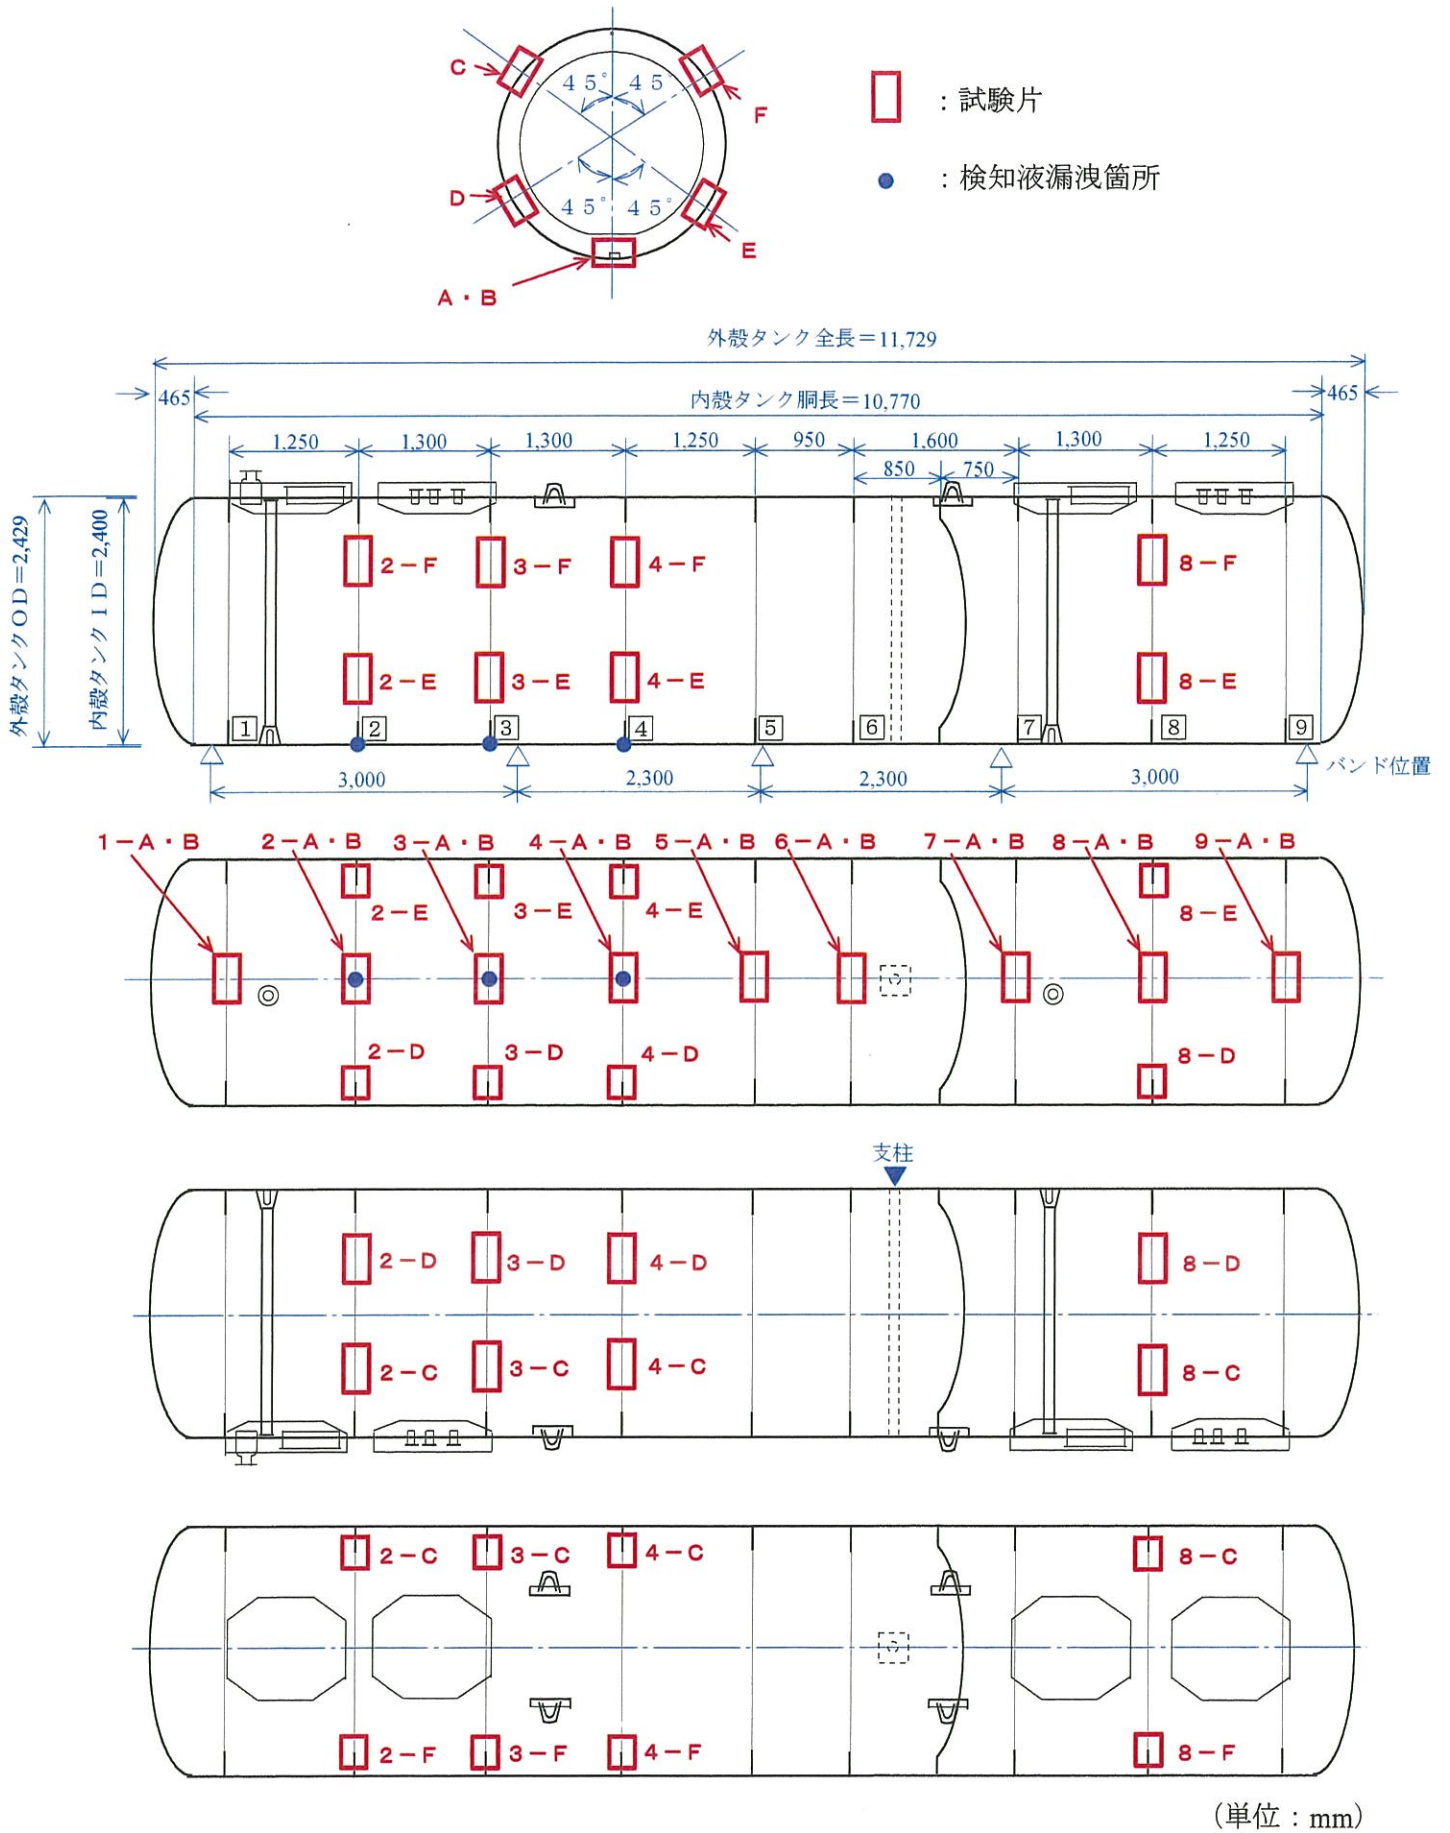 C
４５°
４５°
F
：試験片
D
４５°
４５°
E
：検知液漏洩箇所
A・B
外殻タンク全長＝11,729
465
内殻タンク胴長＝10,770
465
1,250
1,300
1,300
1,250
950
1,600
1,300
1,250
850
750
外殻タンクＯＤ＝2,429
内殻タンクＩＤ＝2,400
2－F
3－F
4－F
8－F
2－E
3－E
4－E
8－E
1
2
3
4
5
6
7
8
9
3,000
2,300
2,300
3,000
バンド位置
1－A・B
2－A・B
3－A・B
4－A・B
5－A・B
6－A・B
7－A・B
8－A・B
9－A・B
2－E
3－E
4－E
8－E
2－D
3－D
4－D
8－D
支柱
2－D
3－D
4－D
8－D
2－C
3－C
4－C
8－C
2－C
3－C
4－C
8－C
2－F
3－F
4－F
8－F
（単位：mm）